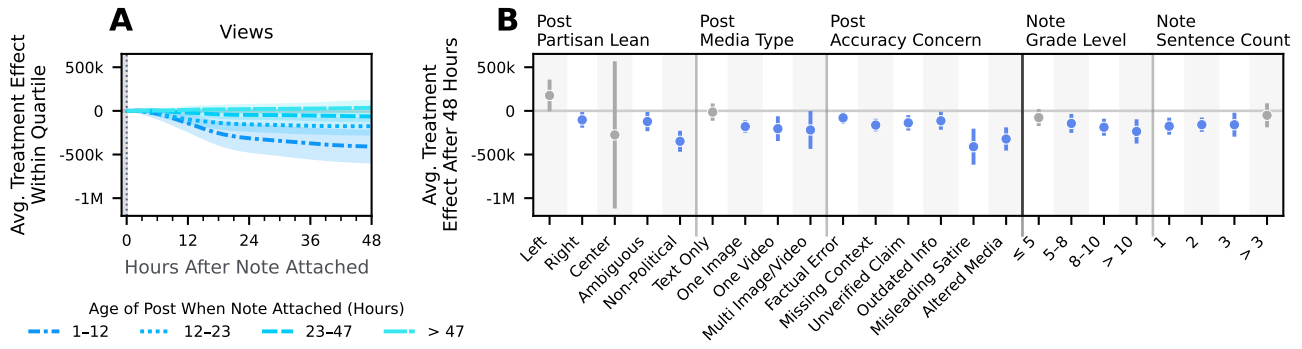 A
Views
Avg. Treatment Effect
Within Quartile
500k
0
-500k
-1M
0 12 24 36 48
Hours After Note Attached
Age of Post When Note Attached (Hours)
1–12 12–23 23–47 > 47
B
Post
Partisan Lean
Post
Media Type
Post
Accuracy Concern
Note
Grade Level
Note
Sentence Count
Avg. Treatment
Effect After 48 Hours
500k
0
-500k
-1M
Left
Right
Center
Ambiguous
Non-Political
Text Only
One Image
One Video
Multi Image/Video
Factual Error
Missing Context
Unverified Claim
Outdated Info
Misleading Satire
Altered Media
≤ 5
5–8
8–10
> 10
1
2
3
> 3